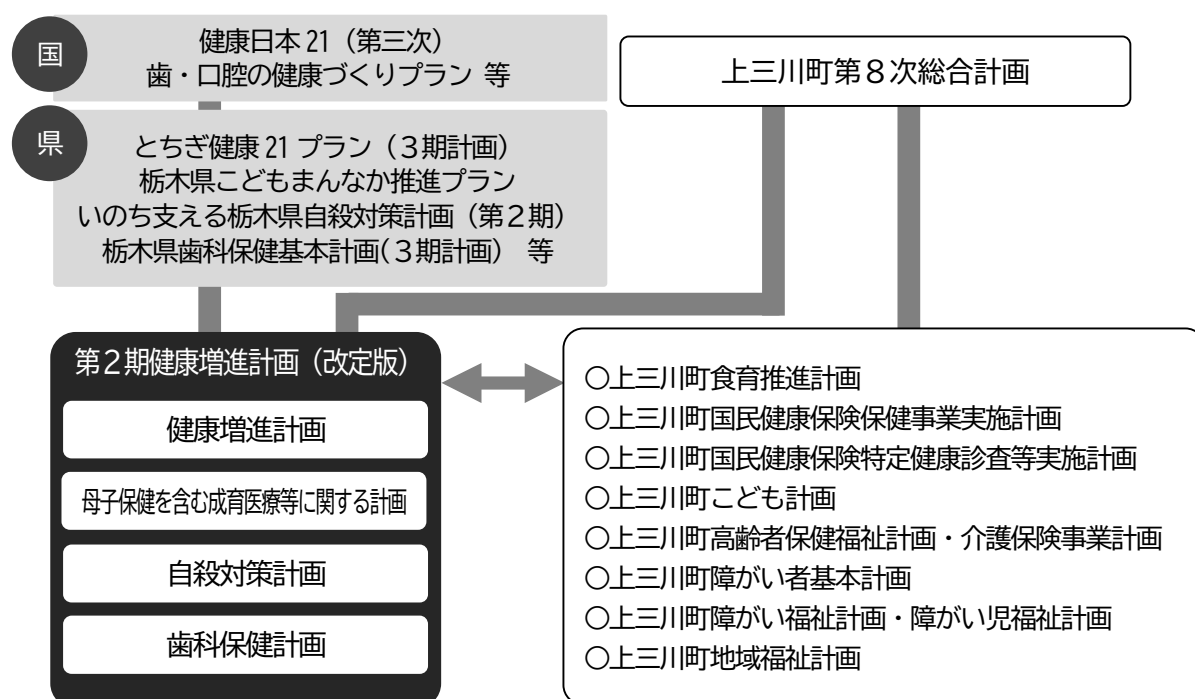 国
健康日本21（第三次）
歯・口腔の健康づくりプラン 等
県
とちぎ健康21プラン（３期計画）
栃木県こどもまんなか推進プラン
いのち支える栃木県自殺対策計画（第２期）
栃木県歯科保健基本計画(３期計画） 等
上三川町第８次総合計画
第２期健康増進計画（改定版）
健康増進計画
母子保健を含む成育医療等に関する計画
自殺対策計画
歯科保健計画
〇上三川町食育推進計画
〇上三川町国民健康保険保健事業実施計画
〇上三川町国民健康保険特定健康診査等実施計画
〇上三川町こども計画
〇上三川町高齢者保健福祉計画・介護保険事業計画
〇上三川町障がい者基本計画
〇上三川町障がい福祉計画・障がい児福祉計画
〇上三川町地域福祉計画